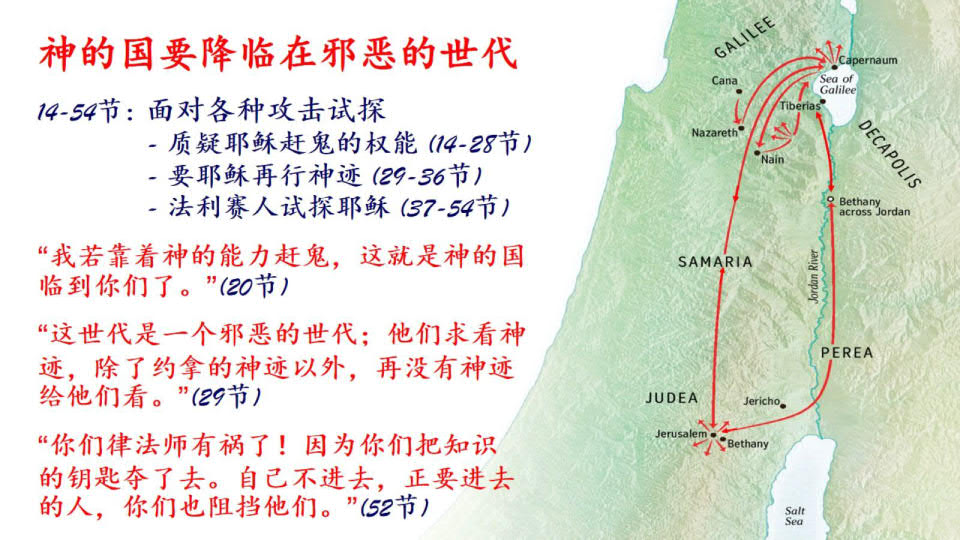 神的国要降临在邪恶的世代
14-54节：面对各种攻击试探
- 质疑耶稣赶鬼的权能 (14-28节)
- 要耶稣再行神迹 (29-36节)
- 法利赛人试探耶稣 (37-54节)
“我若靠着神的能力赶鬼，这就是神的国
临到你们了。”(20节)
“这世代是一个邪恶的世代；他们求看神
迹，除了约拿的神迹以外，再没有神迹
给他们看。”(29节)
“你们律法师有祸了！因为你们把知识
的钥匙夺了去。自己不进去，正要进去
的人，你们也阻挡他们。”(52节)
GALILEE
Capernaum
Cana
Sea of
Galilee
Tiberias
Nazareth
Nain
DECAPOLIS
Bethany
across Jordan
SAMARIA
Jordan River
PEREA
JUDEA
Jericho
Jerusalem
Bethany
Salt
Sea